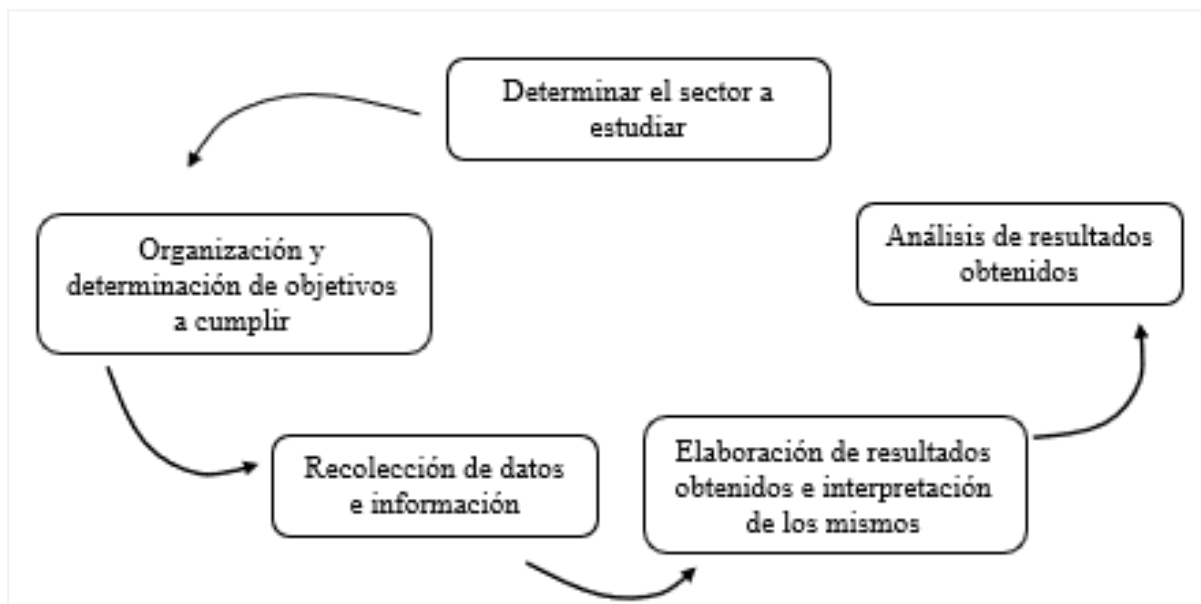 Determinar el sector a
estudiar
Organización y
determinación de objetivos
a cumplir
Recolección de datos
e información
Elaboración de resultados
obtenidos e interpretación
de los mismos
Análisis de resultados
obtenidos